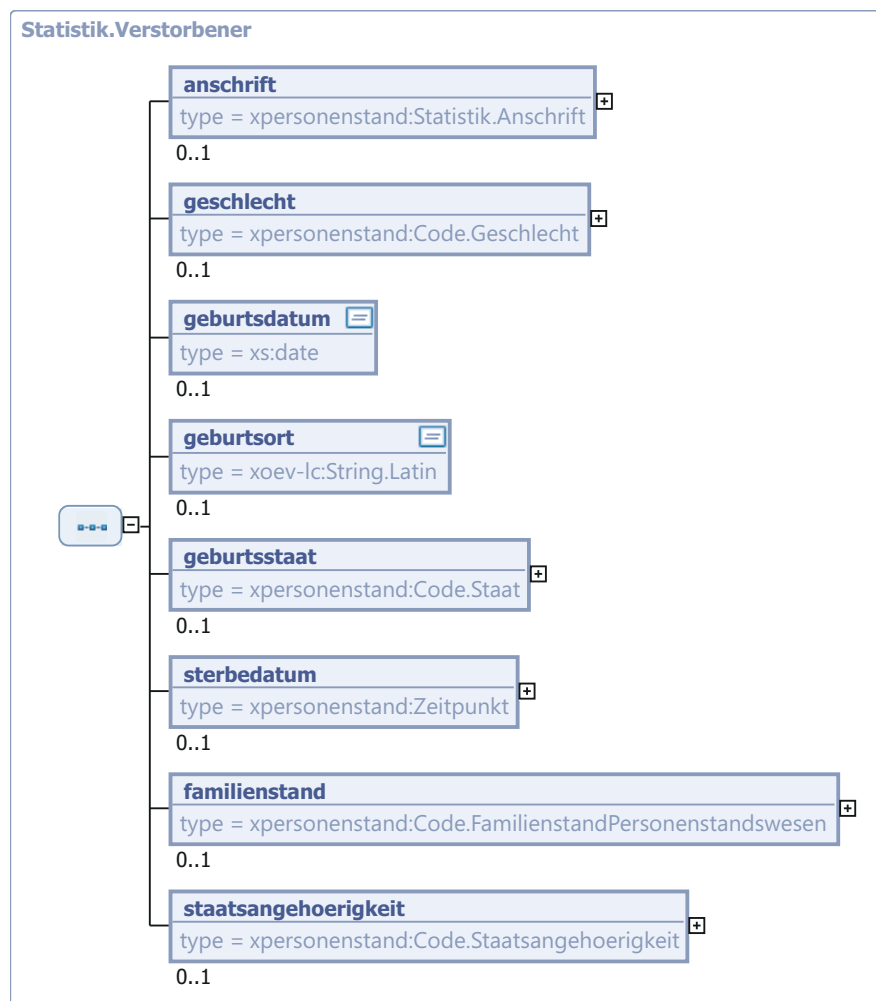 Statistik.Verstorbener
anschrift
type = xpersonenstand:Statistik.Anschrift
0..1
geschlecht
type = xpersonenstand:Code.Geschlecht
0..1
geburtsdatum
type = xs:date
0..1
geburtsort
type = xoev-lc:String.Latin
0..1
geburtsstaat
type = xpersonenstand:Code.Staat
0..1
sterbedatum
type = xpersonenstand:Zeitpunkt
0..1
familienstand
type = xpersonenstand:Code.FamilienstandPersonenstandswesen
0..1
staatsangehoerigkeit
type = xpersonenstand:Code.Staatsangehoerigkeit
0..1